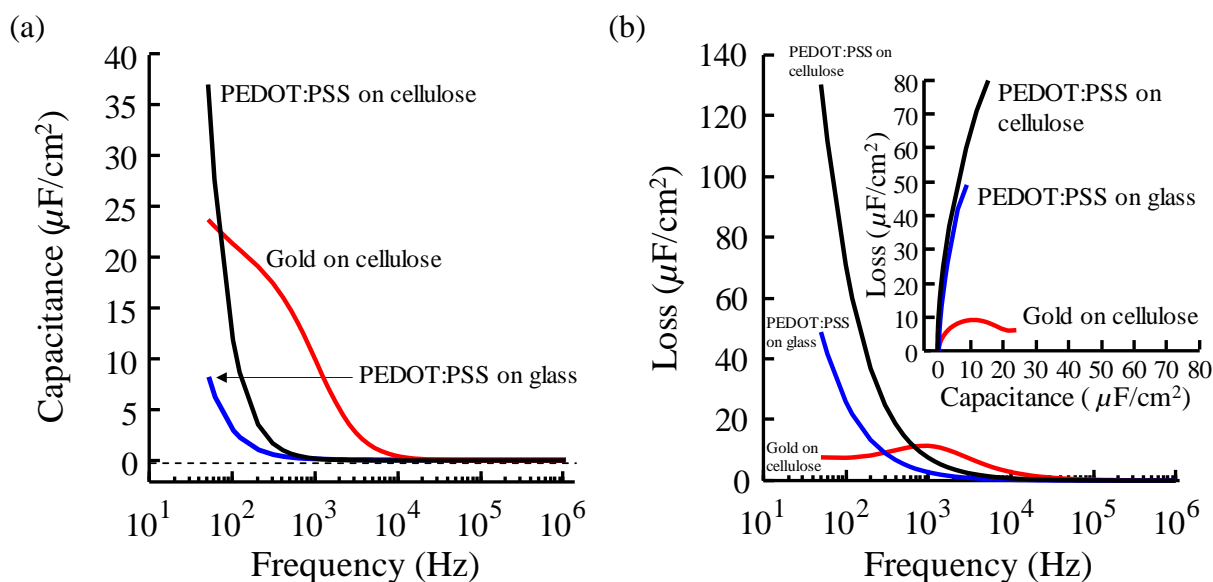 (a)
Capacitance (μF/cm²)
40
35
30
25
20
15
10
5
0
PEDOT:PSS on cellulose
Gold on cellulose
PEDOT:PSS on glass
10¹ 10² 10³ 10⁴ 10⁵ 10⁶
Frequency (Hz)
(b)
Loss (μF/cm²)
140
120
100
80
60
40
20
0
PEDOT:PSS on
cellulose
PEDOT:PSS
on glass
Gold on
cellulose
10¹ 10² 10³ 10⁴ 10⁵ 10⁶
Frequency (Hz)
Loss (μF/cm²)
80
70
60
50
40
30
20
10
0
PEDOT:PSS on
cellulose
PEDOT:PSS on glass
Gold on cellulose
0 10 20 30 40 50 60 70 80
Capacitance ( μF/cm²)